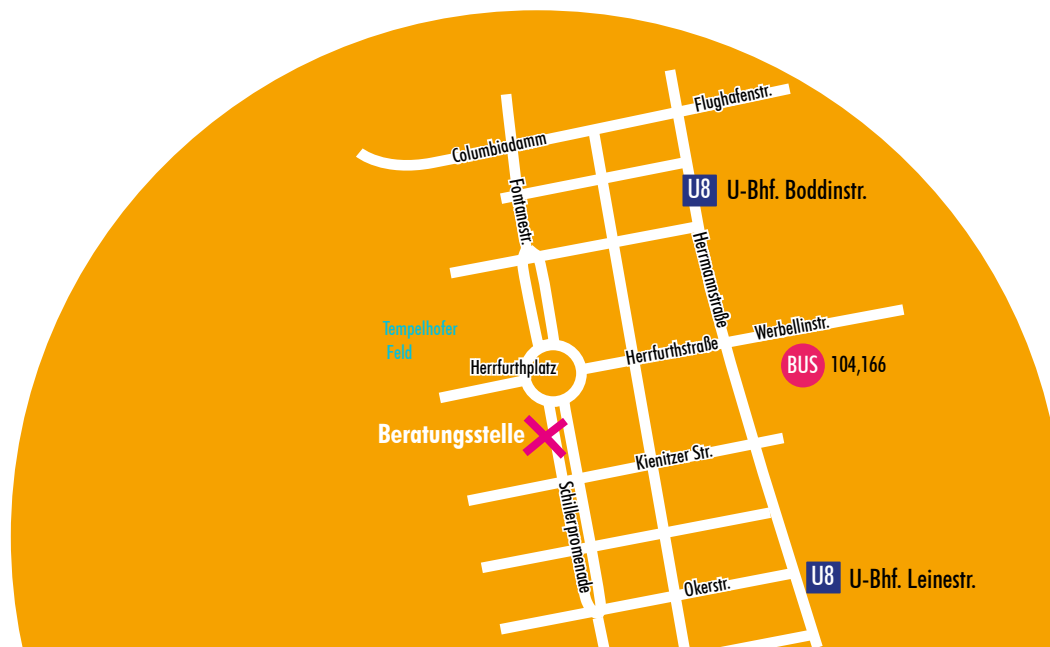 Flughafenstr.
Columbiadamm
Fontanestr.
U8 U-Bhf. Boddinstr.
Herrmannstraße
Tempelhofer
Feld
Werbellinstr.
Herrfurthstraße
Herrfurthplatz
BUS 104,166
Beratungsstelle
Kienitzer Str.
Schillerpromenade
U8 U-Bhf. Leinestr.
Okerstr.